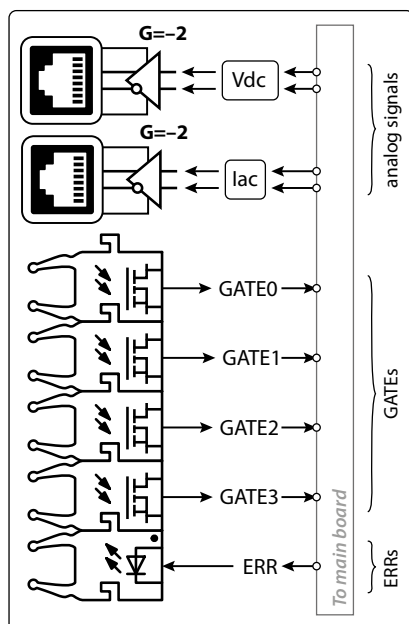 G=–2
Vdc
G=–2
Iac
analog signals
GATE0
GATE1
GATE2
GATE3
GATEs
ERR
ERRs
To main board